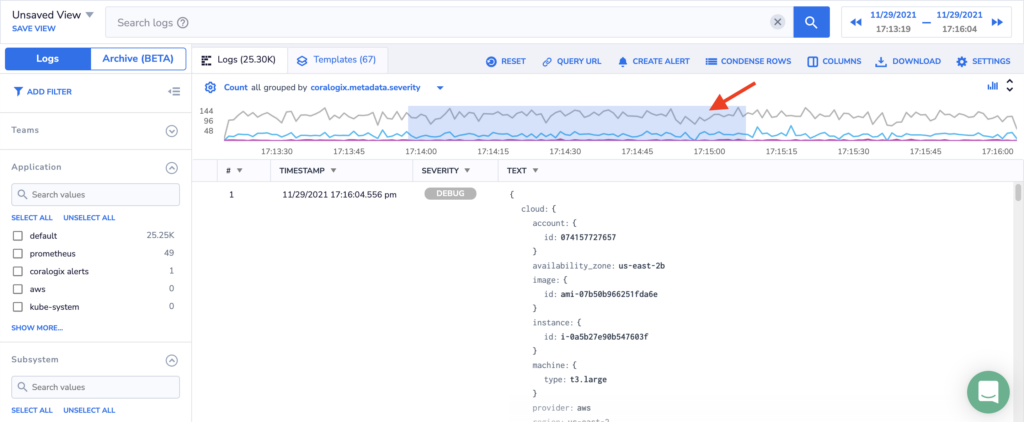 Unsaved View
SAVE VIEW
Search logs
11/29/2021 — 11/29/2021
17:13:19 17:16:04
Logs Archive (BETA)
Logs (25.30K) Templates (67)
RESET QUERY URL CREATE ALERT CONDENSE ROWS COLUMNS DOWNLOAD SETTINGS
ADD FILTER
Count all grouped by coralogix.metadata.severity
144
96
48
17:13:30 17:13:45 17:14:00 17:14:15 17:14:30 17:14:45 17:15:00 17:15:15 17:15:30 17:15:45 17:16:00
Teams
Application
Search values
SELECT ALL UNSELECT ALL
default 25.25K
prometheus 49
coralogix alerts 1
aws 0
kube-system 0
SHOW MORE...
Subsystem
Search values
SELECT ALL UNSELECT ALL
# TIMESTAMP SEVERITY TEXT
1 11/29/2021 17:16:04.556 pm DEBUG {
cloud: {
account: {
id: 074157727657
}
availability_zone: us-east-2b
image: {
id: ami-07b50b966251fda6e
}
instance: {
id: i-0a5b27e90b547603f
}
machine: {
type: t3.large
}
provider: aws
region: us-east-2